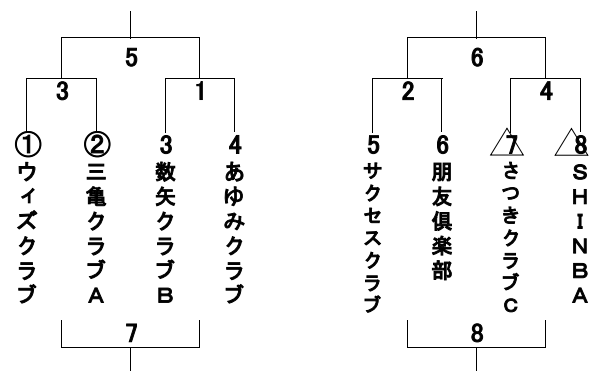 5
6
3
1
2
4
① ② 3 4 5 6 7 8
ウィズクラブ
三亀クラブA
数矢クラブB
あゆみクラブ
サクセスクラブ
朋友倶楽部
さつきクラブC
SHINBA
7
8